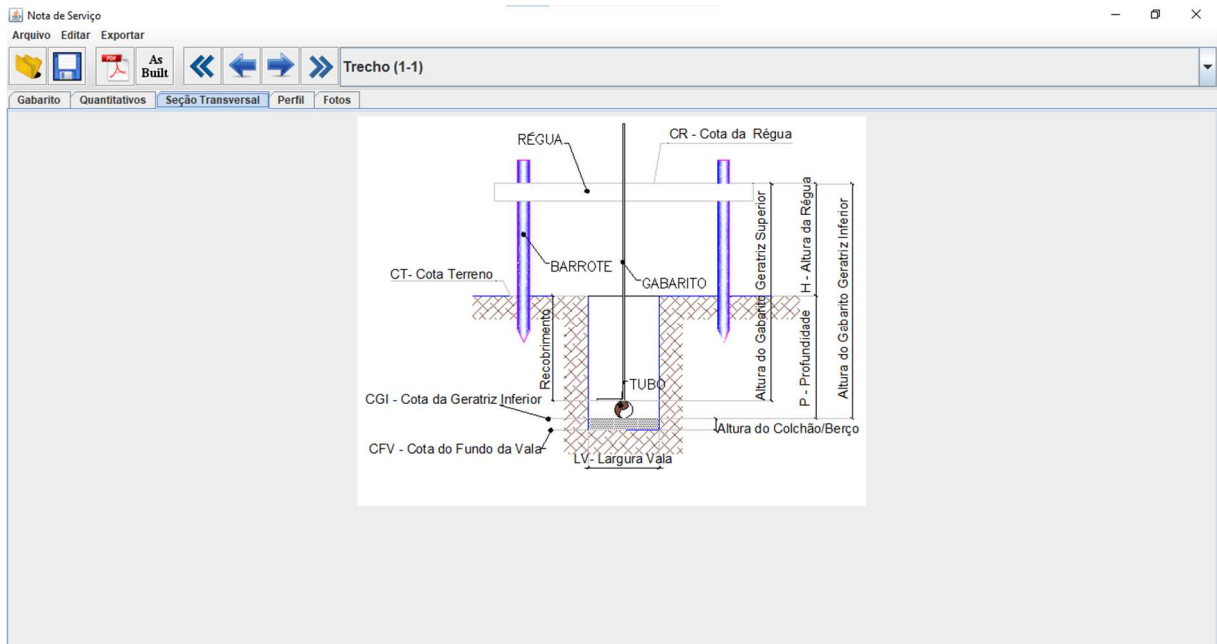 Nota de Serviço
Arquivo Editar Exportar
PDF
As
Built
Trecho (1-1)
Gabarito Quantitativos Seção Transversal Perfil Fotos
RÉGUA
CR - Cota da Régua
BARROTE
CT- Cota Terreno
GABARITO
Recobrimento
TUBO
CGI - Cota da Geratriz Inferior
CFV - Cota do Fundo da Vala
LV- Largura Vala
Altura do Colchão/Berço
Altura do Gabarito Geratriz Superior
H - Altura da Régua
P - Profundidade
Altura do Gabarito Geratriz Inferior